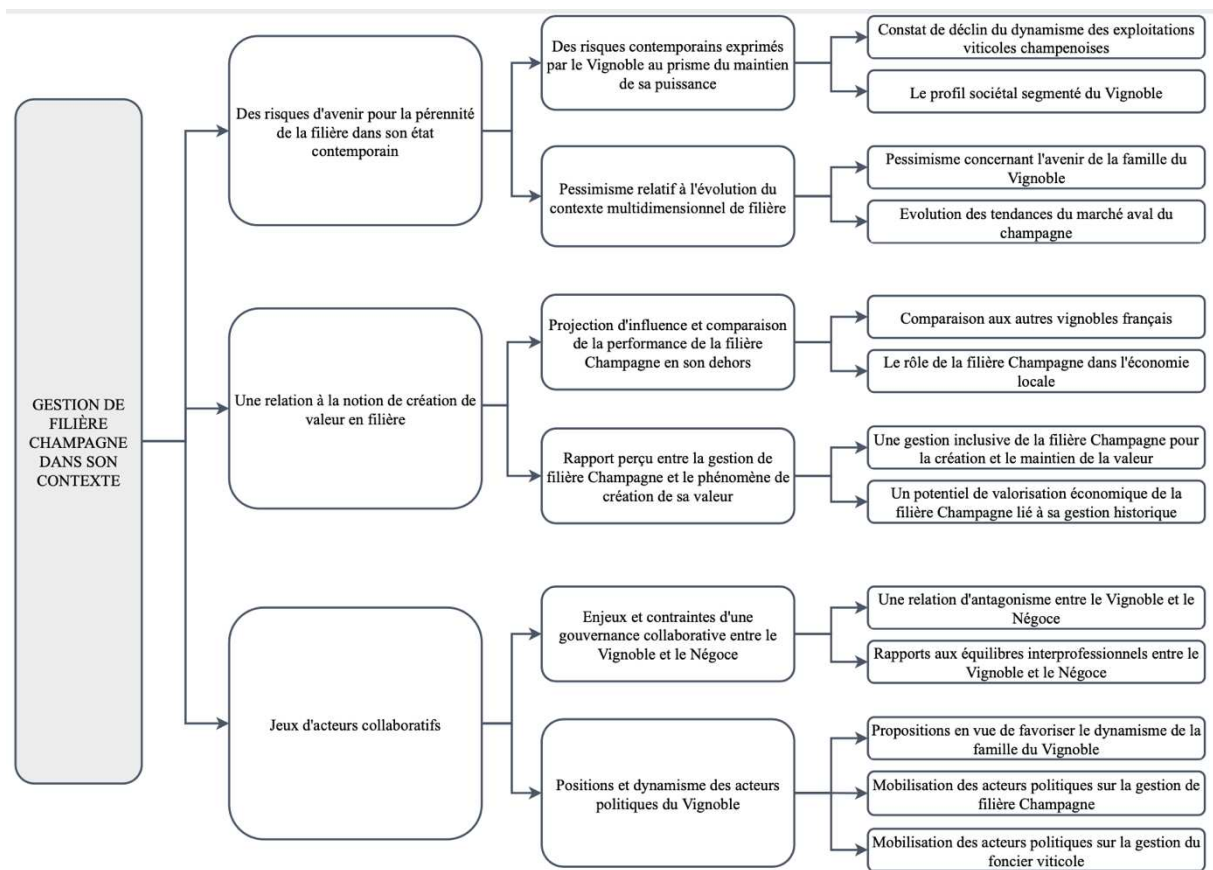 GESTION DE
FILIÈRE
CHAMPAGNE
DANS SON
CONTEXTE
Des risques d'avenir pour la pérennité
de la filière dans son état
contemporain
Des risques contemporains exprimés
par le Vignoble au prisme du maintien
de sa puissance
Constat de déclin du dynamisme des exploitations
viticoles champenoises
Le profil sociétal segmenté du Vignoble
Pessimisme relatif à l'évolution du
contexte multidimensionnel de filière
Pessimisme concernant l'avenir de la famille du
Vignoble
Evolution des tendances du marché aval du
champagne
Une relation à la notion de création de
valeur en filière
Projection d'influence et comparaison
de la performance de la filière
Champagne en son dehors
Comparaison aux autres vignobles français
Le rôle de la filière Champagne dans l'économie
locale
Rapport perçu entre la gestion de
filière Champagne et le phénomène de
création de sa valeur
Une gestion inclusive de la filière Champagne pour
la création et le maintien de la valeur
Un potentiel de valorisation économique de la
filière Champagne lié à sa gestion historique
Jeux d'acteurs collaboratifs
Enjeux et contraintes d'une
gouvernance collaborative entre le
Vignoble et le Négoce
Une relation d'antagonisme entre le Vignoble et le
Négoce
Rapports aux équilibres interprofessionnels entre le
Vignoble et le Négoce
Positions et dynamisme des acteurs
politiques du Vignoble
Propositions en vue de favoriser le dynamisme de la
famille du Vignoble
Mobilisation des acteurs politiques sur la gestion de
filière Champagne
Mobilisation des acteurs politiques sur la gestion du
foncier viticole